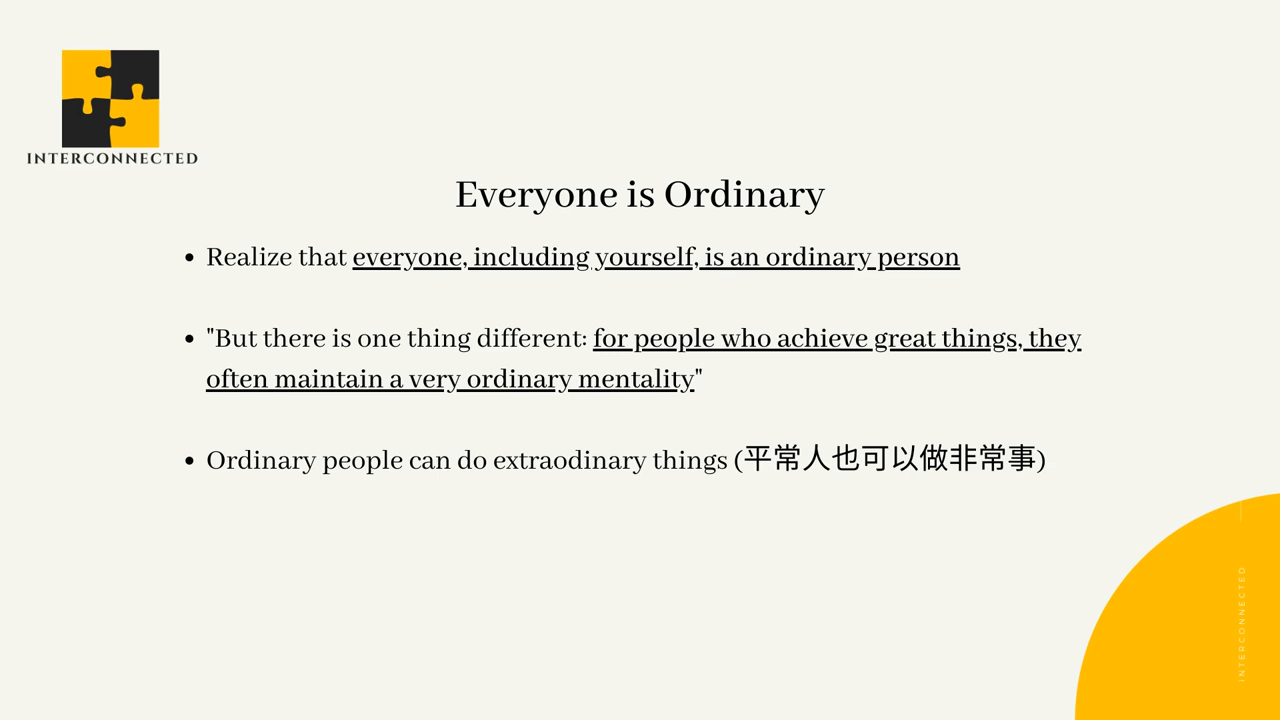 INTERCONNECTED
Everyone is Ordinary
• Realize that everyone, including yourself, is an ordinary person
• "But there is one thing different: for people who achieve great things, they
often maintain a very ordinary mentality"
• Ordinary people can do extraodinary things (平常人也可以做非常事)
INTERCONNECTED